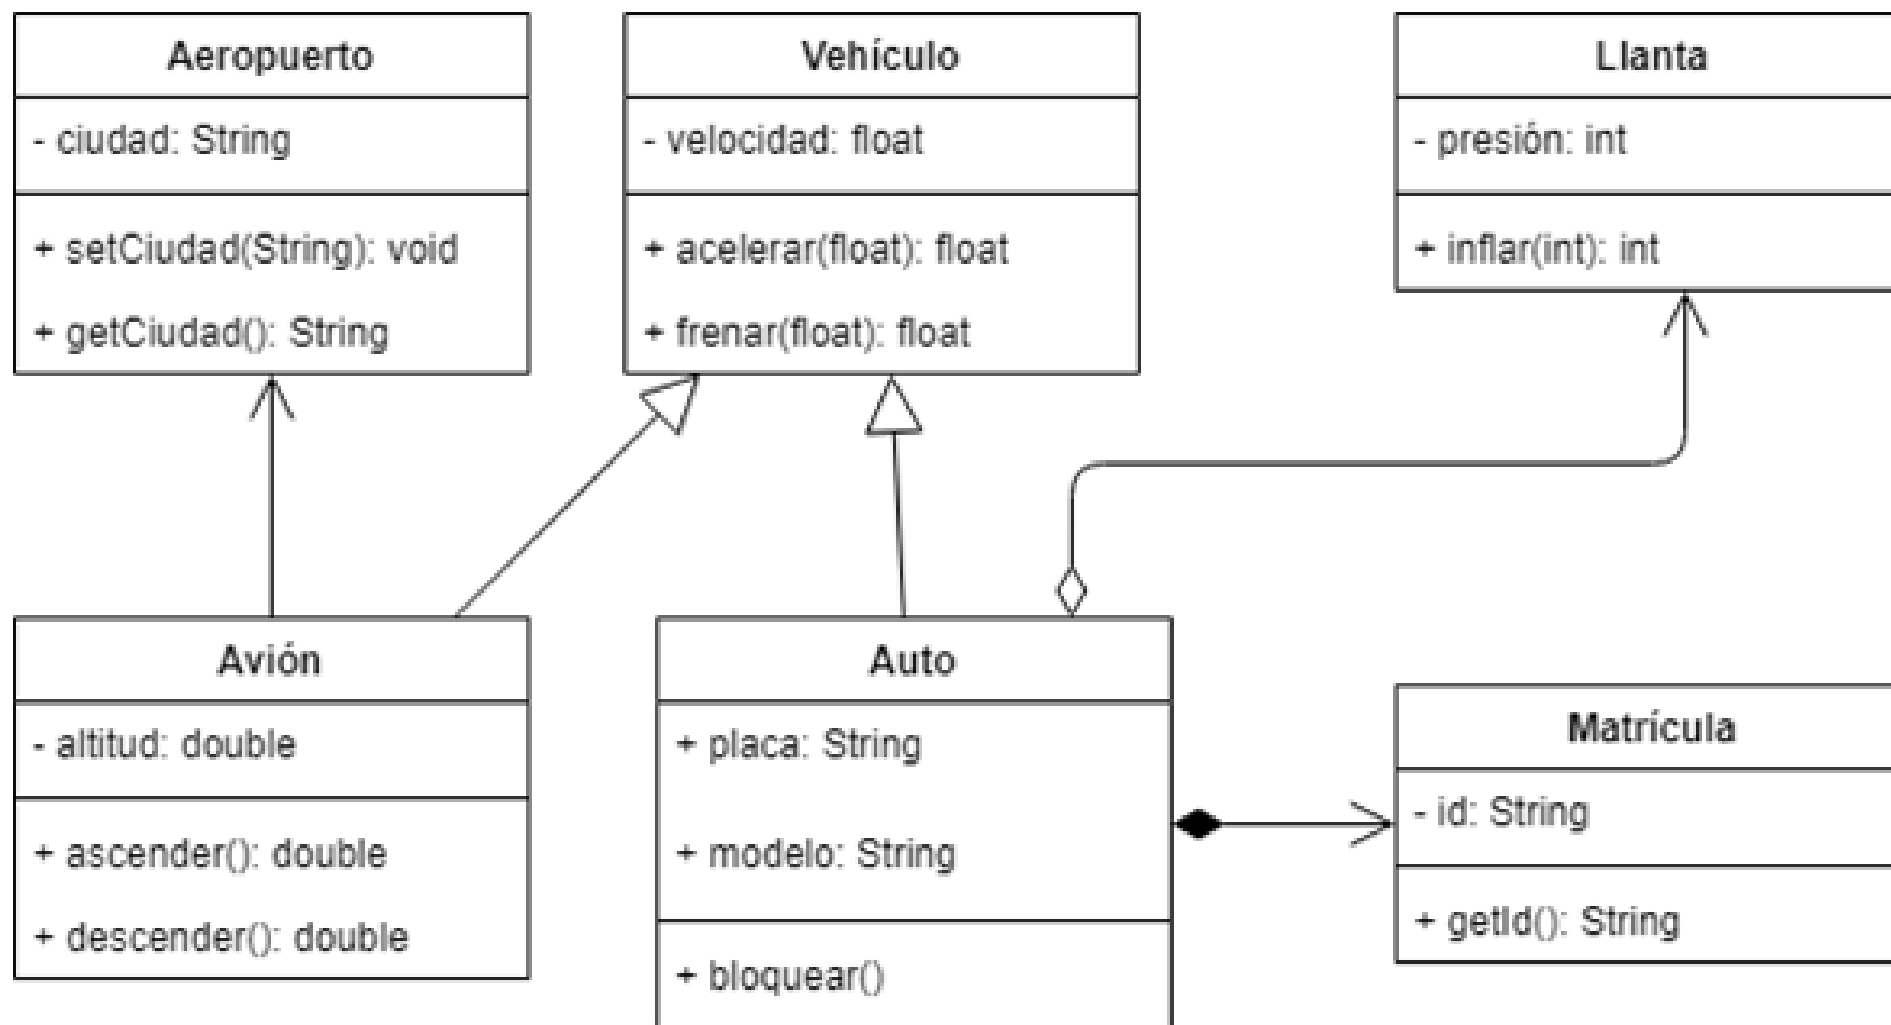 Aeropuerto
- ciudad: String
+ setCiudad(String): void
+ getCiudad(): String
Vehículo
- velocidad: float
+ acelerar(float): float
+ frenar(float): float
Llanta
- presión: int
+ inflar(int): int
Avión
- altitud: double
+ ascender(): double
+ descender(): double
Auto
+ placa: String
+ modelo: String
+ bloquear()
Matrícula
- id: String
+ getId(): String